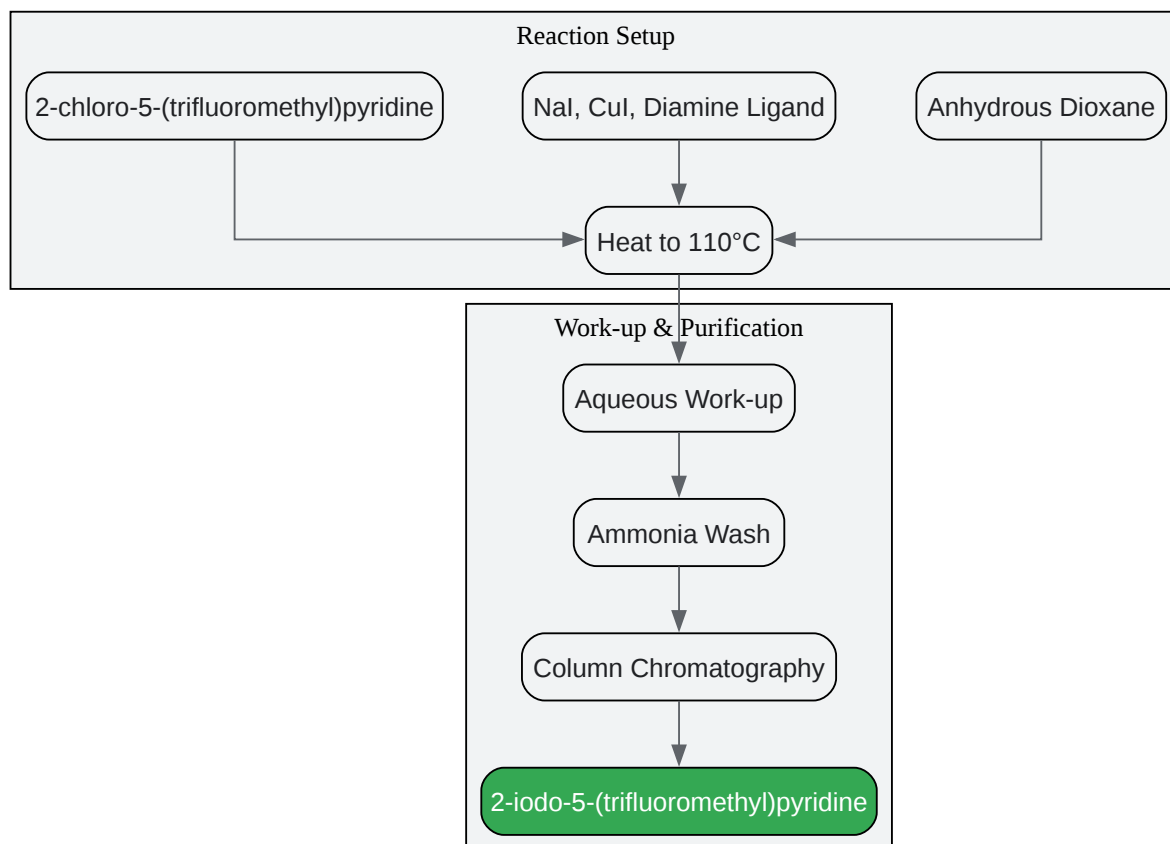 Reaction Setup
2-chloro-5-(trifluoromethyl)pyridine
NaI, CuI, Diamine Ligand
Anhydrous Dioxane
Heat to 110°C
Work-up & Purification
Aqueous Work-up
Ammonia Wash
Column Chromatography
2-iodo-5-(trifluoromethyl)pyridine